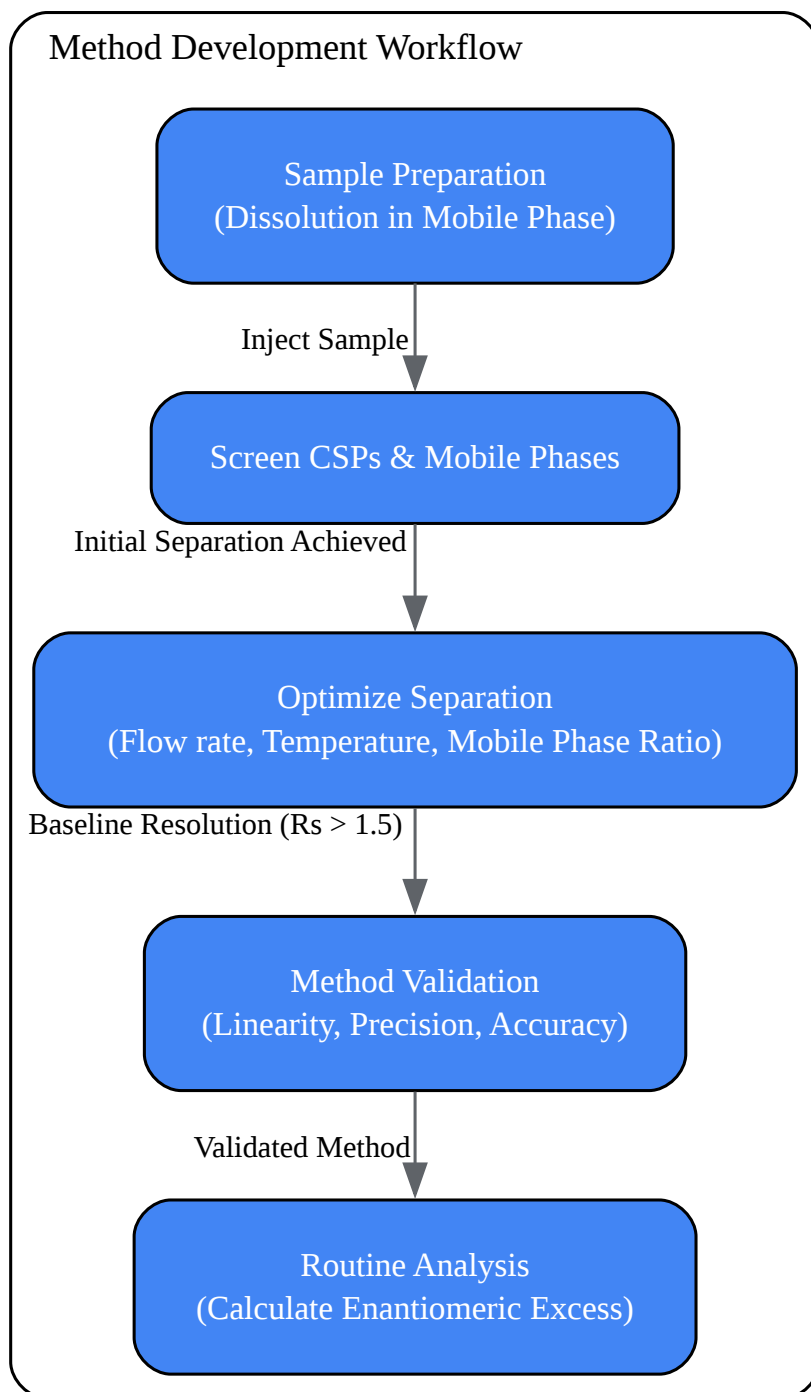 Method Development Workflow
Sample Preparation
(Dissolution in Mobile Phase)
Inject Sample
Screen CSPs & Mobile Phases
Initial Separation Achieved
Optimize Separation
(Flow rate, Temperature, Mobile Phase Ratio)
Baseline Resolution (Rs > 1.5)
Method Validation
(Linearity, Precision, Accuracy)
Validated Method
Routine Analysis
(Calculate Enantiomeric Excess)